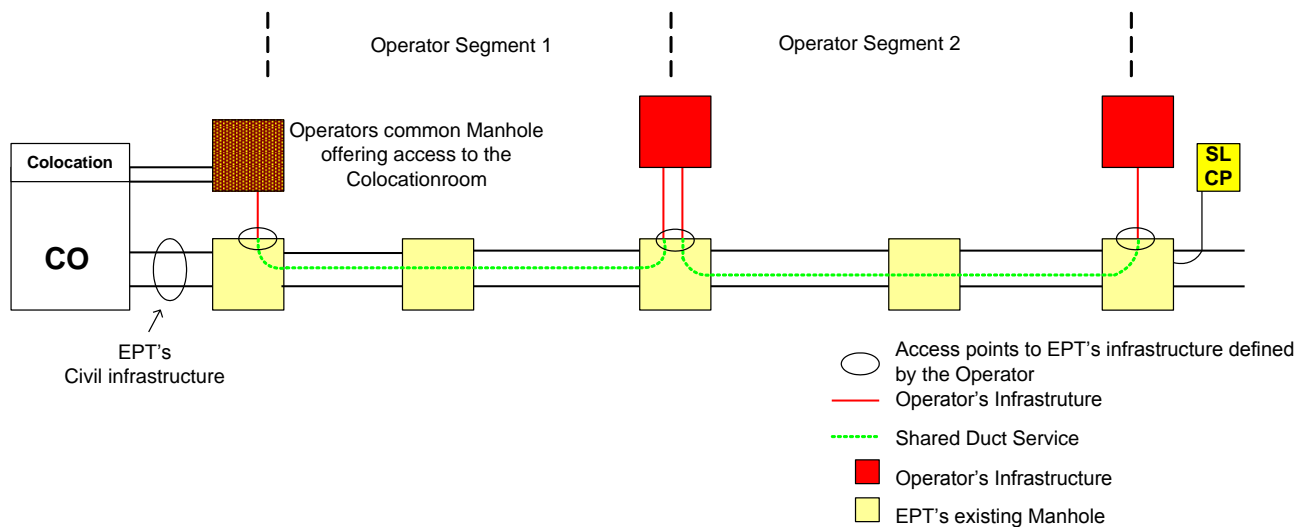 Operator Segment 1
Operator Segment 2
Operators common Manhole
offering access to the
Colocationroom
Colocation
SL
CP
CO
EPT's
Civil infrastructure
Access points to EPT's infrastructure defined
by the Operator
Operator's Infrastruture
Shared Duct Service
Operator's Infrastructure
EPT's existing Manhole